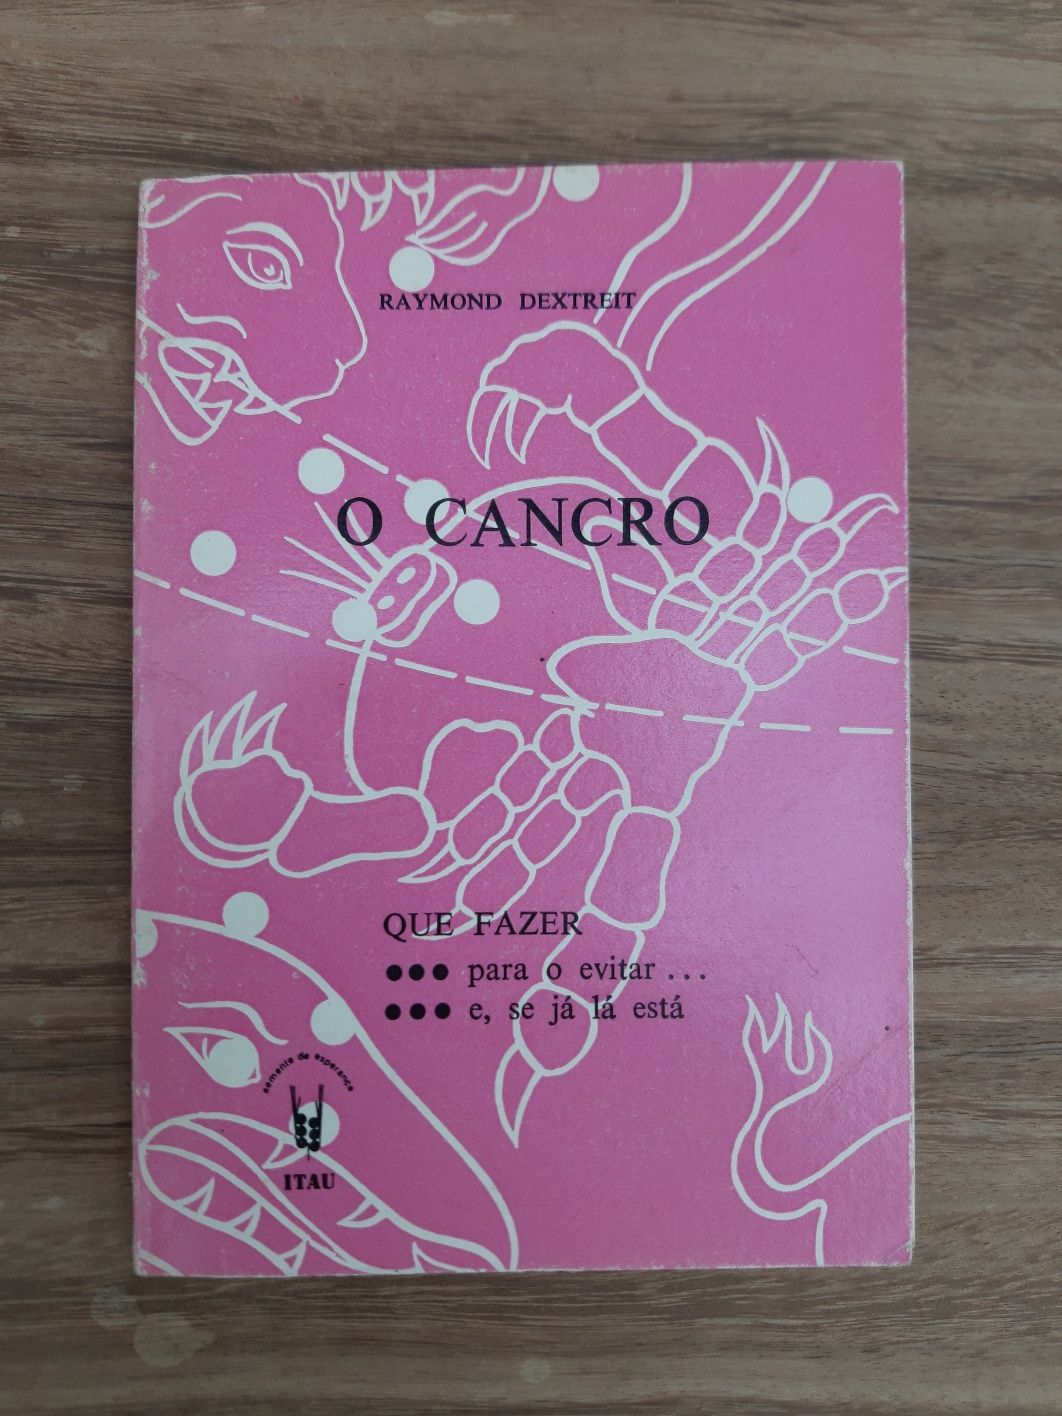 RAYMOND DEXTREIT
O CANCRO
QUE FAZER
●●● para o evitar...
●●● e, se já lá está
semente de esperança
ITAU